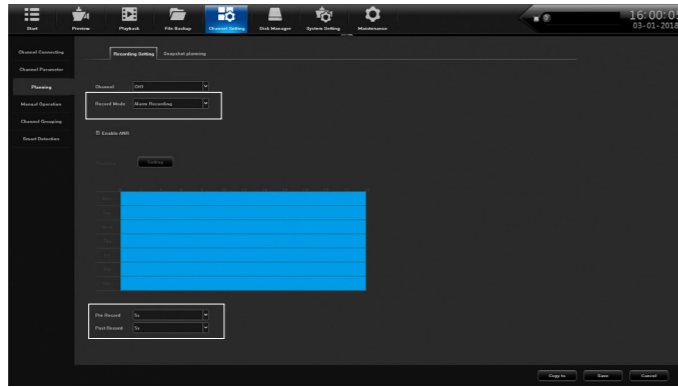 Start Preview Playback File Backup Channel Setting Disk Manager System Setting Maintenance
16:00:0
03-01-2018
Channel Connecting
Channel Parameter
Planning
Manual Operation
Channel Grouping
Smart Detection
Recording Setting Snapshot planning
Channel
Record Mode Alarm Recording
Enable ANR
Setting
Pre Record 5s
Post Record 5s
Copy to Save Cancel